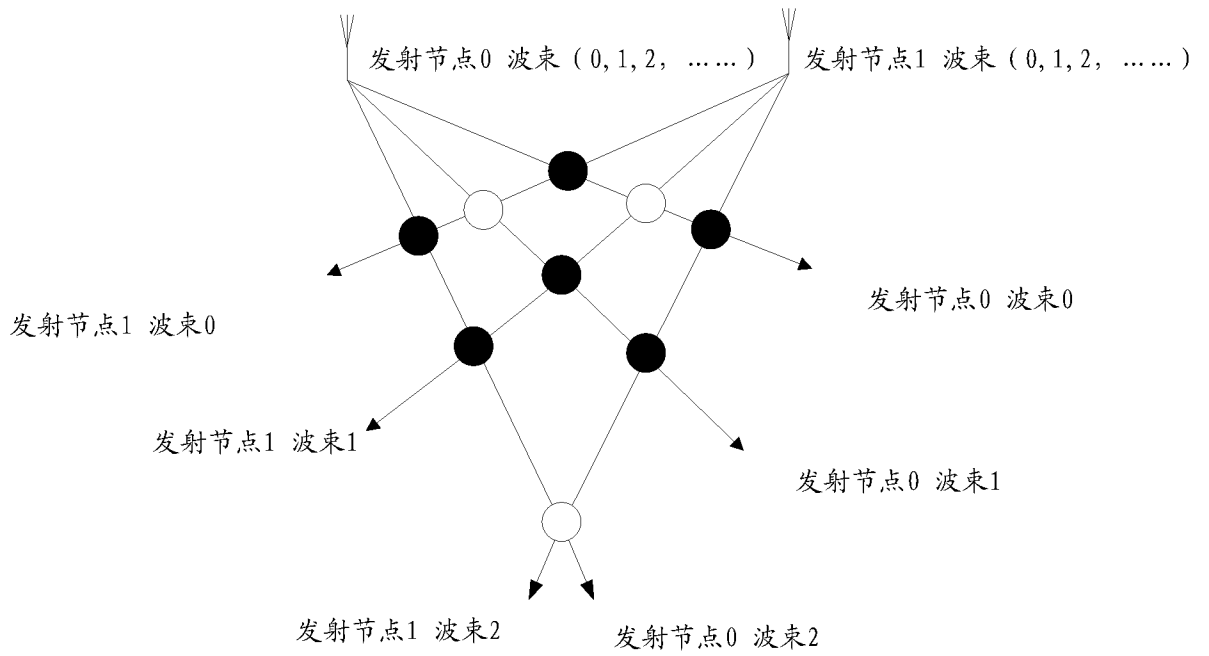 发射节点0 波束（0,1,2, ……）
发射节点1 波束（0,1,2, ……）
发射节点0 波束0
发射节点1 波束0
发射节点1 波束1
发射节点0 波束1
发射节点1 波束2
发射节点0 波束2